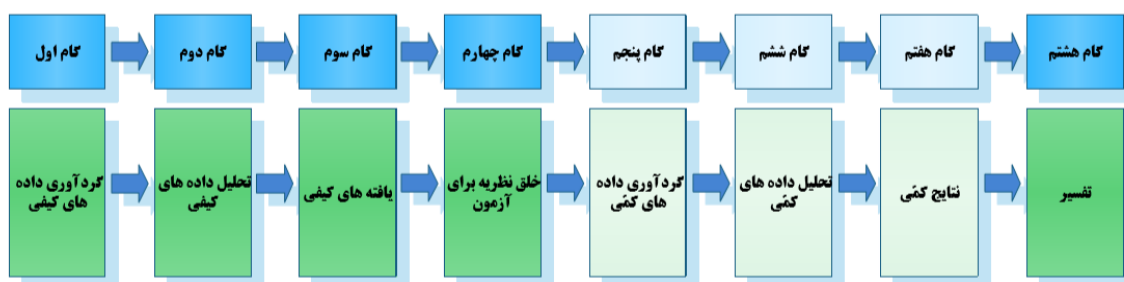 گام اول
گام دوم
گام سوم
گام چهارم
گام پنجم
گام ششم
گام هفتم
گام هشتم
گردآوری داده
های کیفی
تحلیل داده های
کیفی
یافته های کیفی
خلق نظریه برای
آزمون
گردآوری داده
های کمّی
تحلیل داده های
کمّی
نتایج کمّی
تفسیر